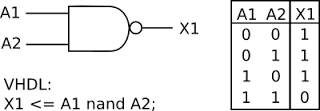 A1
A2
X1
VHDL:
X1 <= A1 nand A2;
A1 A2 X1
0 0 1
0 1 1
1 0 1
1 1 0